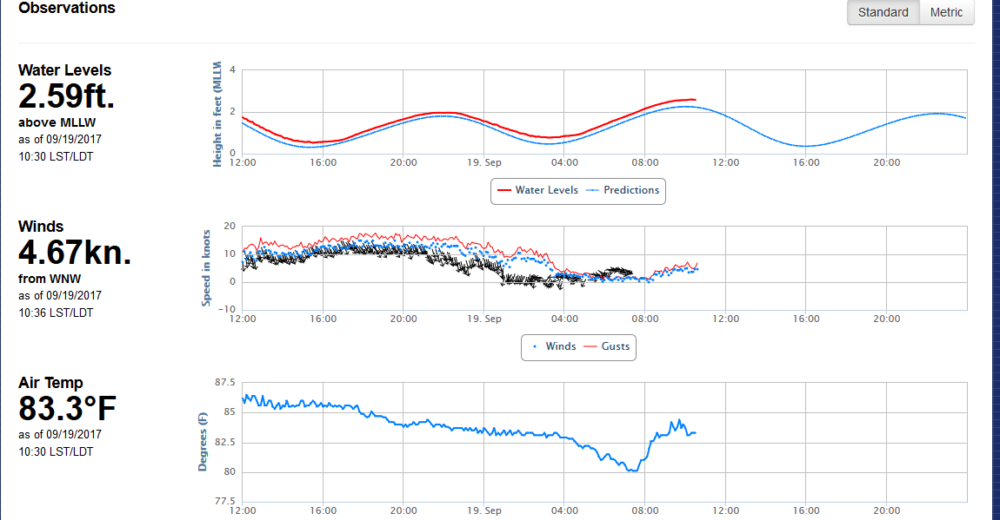 Observations
Standard Metric
Water Levels
2.59ft.
above MLLW
as of 09/19/2017
10:30 LST/LDT
Height in feet (MLLW
4
2
0
12:00 16:00 20:00 19. Sep 04:00 08:00 12:00 16:00 20:00
Water Levels Predictions
Winds
4.67kn.
from WNW
as of 09/19/2017
10:36 LST/LDT
Speed in knots
20
10
0
-10
12:00 16:00 20:00 19. Sep 04:00 08:00 12:00 16:00 20:00
Winds Gusts
Air Temp
83.3°F
as of 09/19/2017
10:30 LST/LDT
Degrees (F)
87.5
85
82.5
80
77.5
12:00 16:00 20:00 19. Sep 04:00 08:00 12:00 16:00 20:00